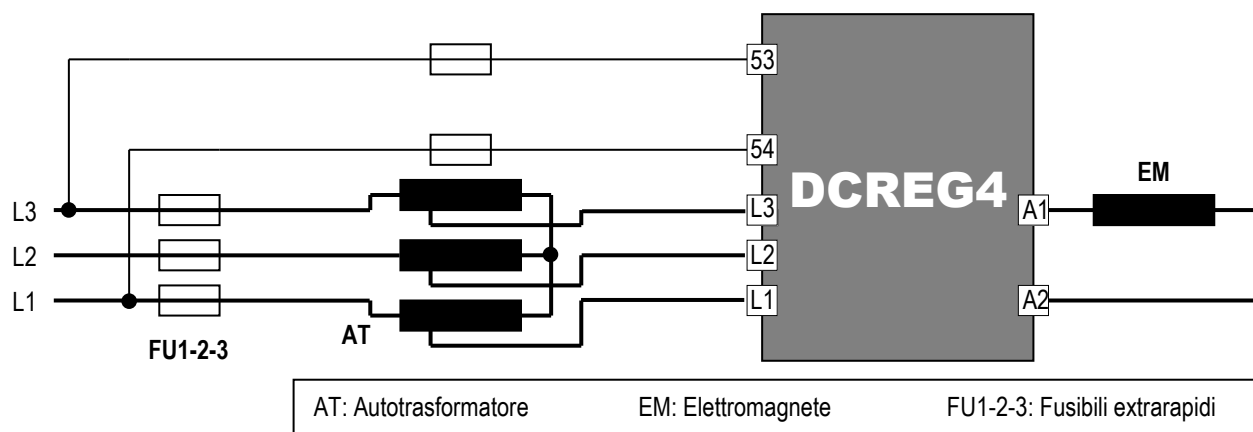 53
54
DCREG4
EM
L3
L3
A1
L2
L2
L1
L1
A2
AT
FU1-2-3
AT: Autotrasformatore EM: Elettromagnete FU1-2-3: Fusibili extrarapidi